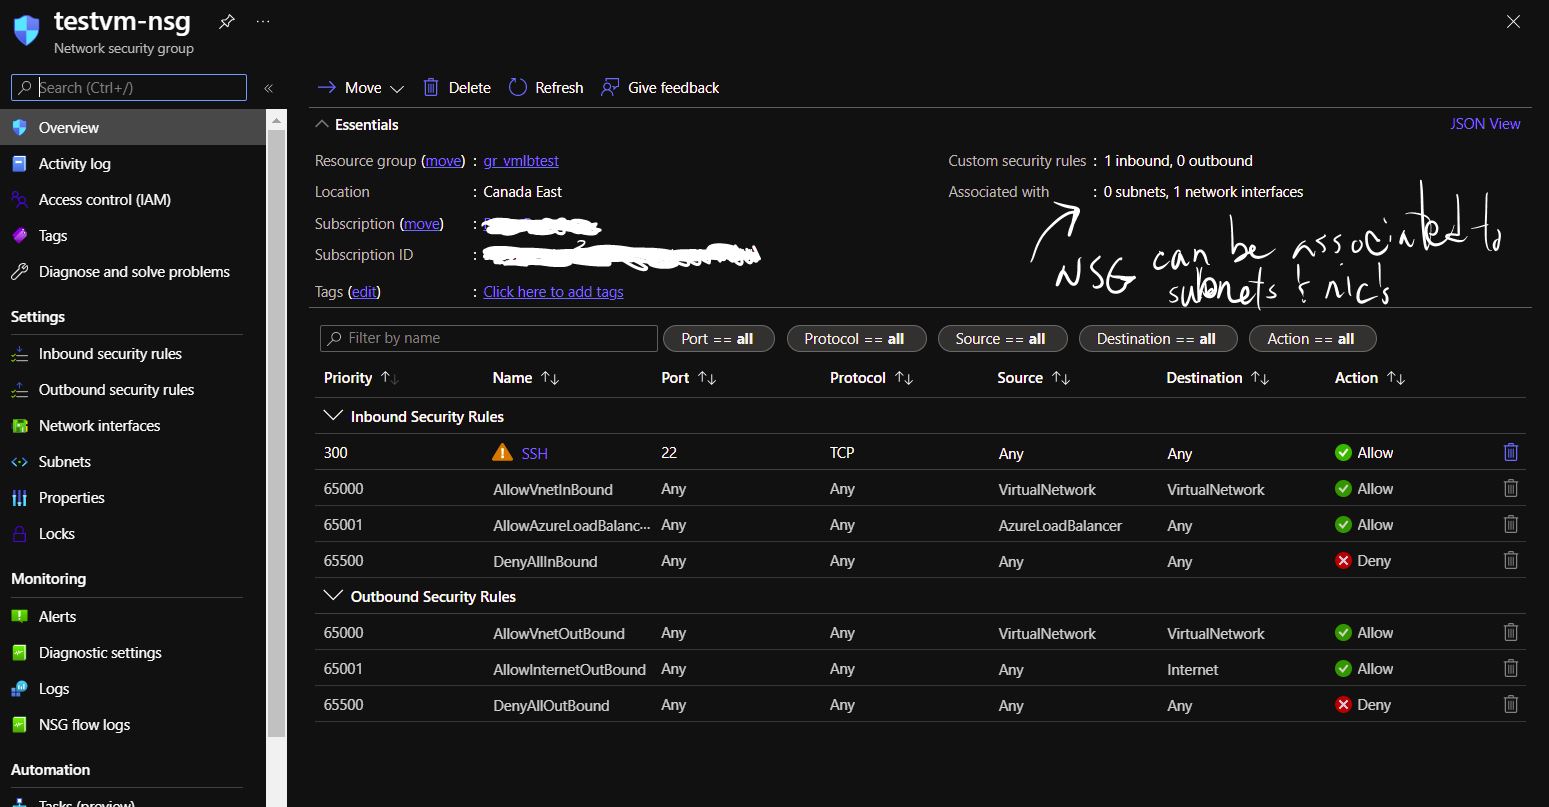 testvm-nsg
Network security group
Search (Ctrl+/)
«
Overview
Activity log
Access control (IAM)
Tags
Diagnose and solve problems
Settings
Inbound security rules
Outbound security rules
Network interfaces
Subnets
Properties
Locks
Monitoring
Alerts
Diagnostic settings
Logs
NSG flow logs
Automation
Tasks (preview)
Move Delete Refresh Give feedback
Essentials JSON View
Resource group (move) : gr_vmlbtest
Location : Canada East
Subscription (move) :
Subscription ID :
Tags (edit) : Click here to add tags
Custom security rules : 1 inbound, 0 outbound
Associated with : 0 subnets, 1 network interfaces
NSG can be associated to
subnets & nic's
Filter by name Port == all Protocol == all Source == all Destination == all Action == all
Priority Name Port Protocol Source Destination Action
Inbound Security Rules
300 SSH 22 TCP Any Any Allow
65000 AllowVnetInBound Any Any VirtualNetwork VirtualNetwork Allow
65001 AllowAzureLoadBalanc... Any Any AzureLoadBalancer Any Allow
65500 DenyAllInBound Any Any Any Any Deny
Outbound Security Rules
65000 AllowVnetOutBound Any Any VirtualNetwork VirtualNetwork Allow
65001 AllowInternetOutBound Any Any Any Internet Allow
65500 DenyAllOutBound Any Any Any Any Deny